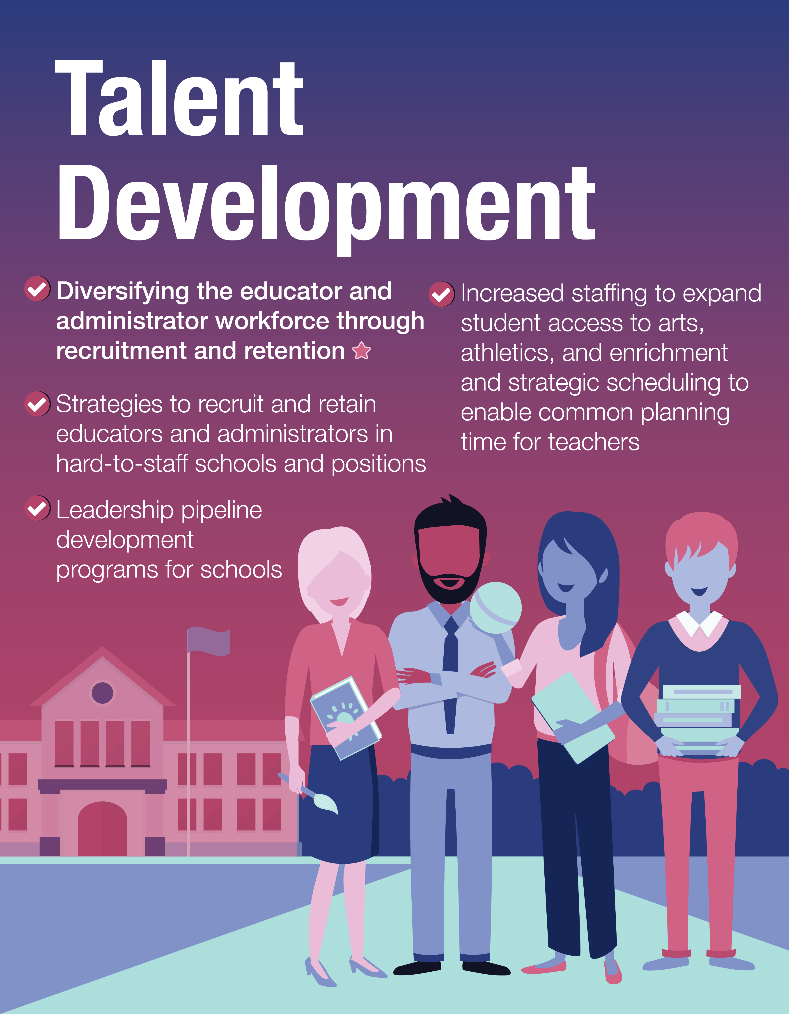 Talent
Development
Diversifying the educator and
administrator workforce through
recruitment and retention
Strategies to recruit and retain
educators and administrators in
hard-to-staff schools and positions
Leadership pipeline
development
programs for schools
Increased staffing to expand
student access to arts,
athletics, and enrichment
and strategic scheduling to
enable common planning
time for teachers